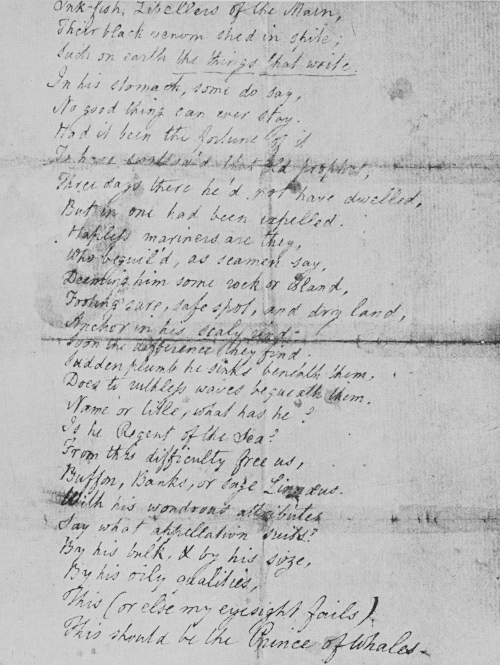 Ink-fish, Libellers of the Main,
Their black venom shed in spite;
Such on earth the things that write.
In his stomach, some do say,
No good thing can ever stay.
Had it been the fortune of it
To have swallow'd that old prophet,
Three days there he'd not have dwelled,
But in one had been expelled.
Hapless mariners are they,
Who beguil'd, as seamen say,
Deeming him some rock or island,
Footing sure, safe spot, and dry land,
Anchor in his scaly rind;
Soon the difference they find.
Sudden plumb he sinks beneath them,
Does to ruthless waves bequeath them.
Name or title, what has he?
Is he Regent of the Sea?
From this difficulty free us,
Buffon, Banks, or sage Linnæus.
With his wondrous attributes
Say what appellation suits?
By his bulk, & by his size,
By his oily qualities,
This (or else my eyesight fails),
This should be the Prince of Whales.